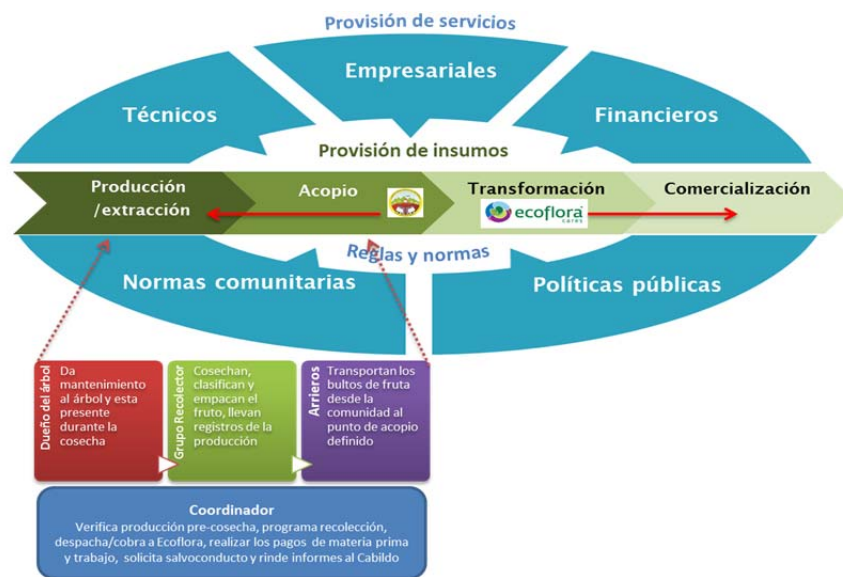 Provisión de servicios
Empresariales
Técnicos
Financieros
Provisión de insumos
Producción
/extracción
Acopio
Transformación
Comercialización
ecoflora
cares
Reglas y normas
Normas comunitarias
Políticas públicas
Dueño del árbol
Da
mantenimiento
al árbol y esta
presente
durante la
cosecha
Grupo Recolector
Cosechan,
clasifican y
empacan el
fruto, llevan
registros de la
producción
Arrieros
Transportan los
bultos de fruta
desde la
comunidad al
punto de acopio
definido
Coordinador
Verifica producción pre-cosecha, programa recolección,
despacha/cobra a Ecoflora, realizar los pagos de materia prima
y trabajo, solicita salvoconducto y rinde informes al Cabildo